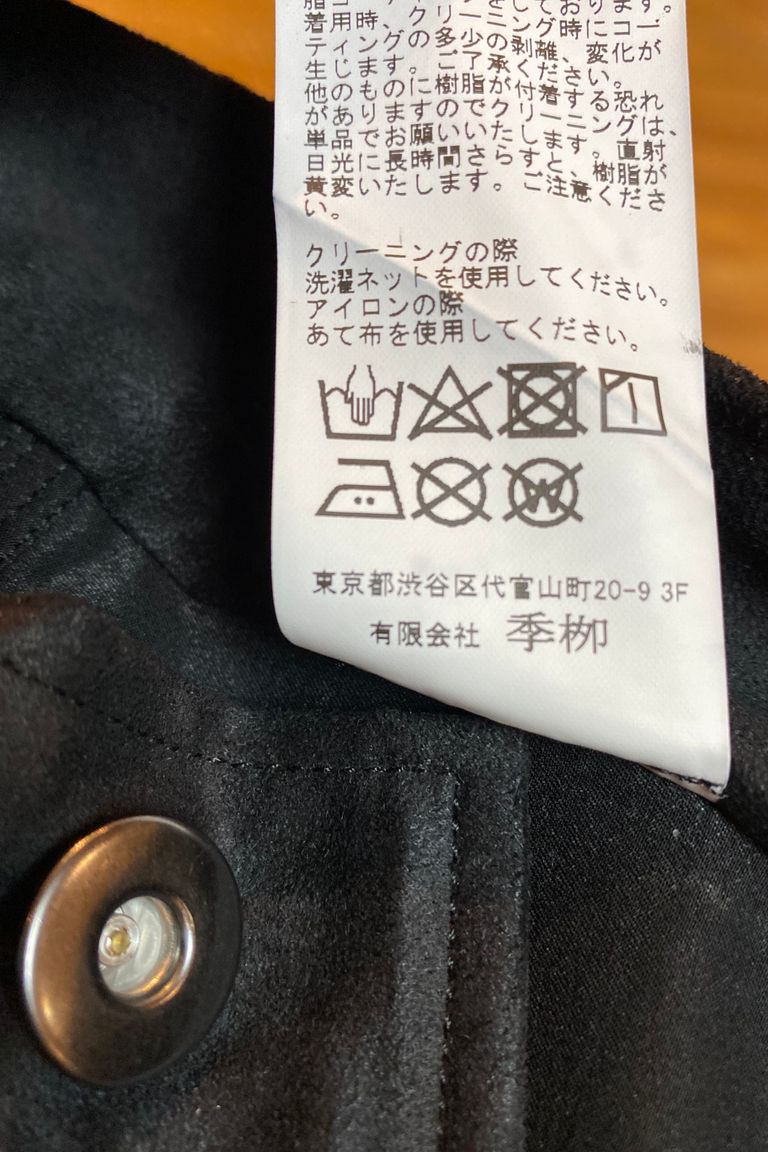 脂コ
しております。
着用時、クリーニング時にコー
ティングの多少の剥離、変化が
生じます。ご了承ください。
他のものに樹脂が付着する恐れ
がありますのでクリーニングは、
単品でお願いいたします。直射
日光に長時間さらすと、樹脂が
黄変いたします。ご注意くださ
い。
クリーニングの際
洗濯ネットを使用してください。
アイロンの際
あて布を使用してください。
W
東京都渋谷区代官山町20-9 3F
有限会社 季栁